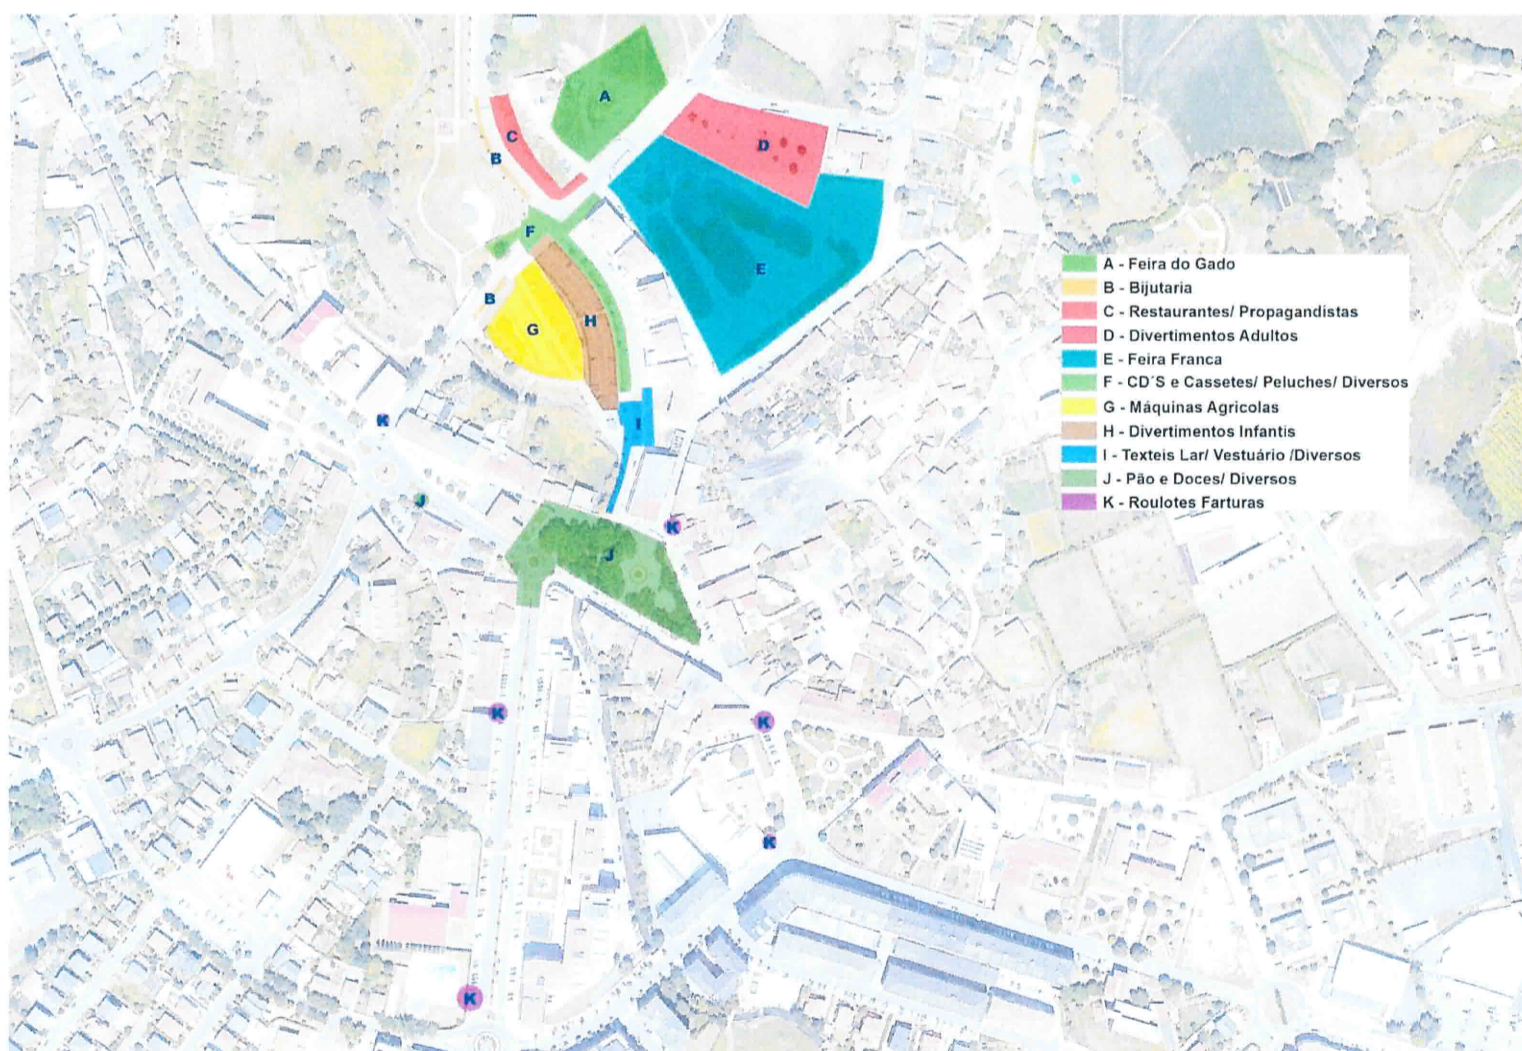 A
C
B
D
F
E
B
G
H
I
K
J
K
J
K
K
K
K
A - Feira do Gado
B - Bijutaria
C - Restaurantes/ Propagandistas
D - Divertimentos Adultos
E - Feira Franca
F - CD´S e Cassetes/ Peluches/ Diversos
G - Máquinas Agricolas
H - Divertimentos Infantis
I - Texteis Lar/ Vestuário /Diversos
J - Pão e Doces/ Diversos
K - Roulotes Farturas